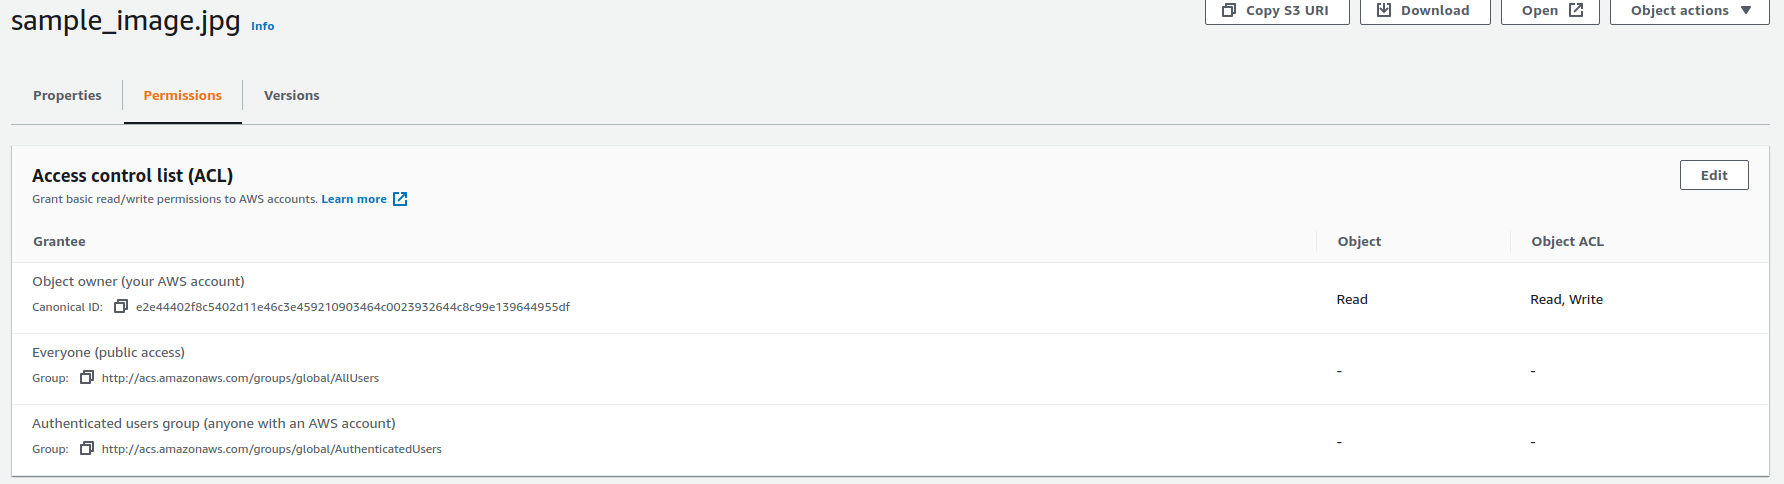 sample_image.jpg Info
Copy S3 URI Download Open Object actions
Properties Permissions Versions
Access control list (ACL)
Edit
Grant basic read/write permissions to AWS accounts. Learn more
Grantee Object Object ACL
Object owner (your AWS account)
Canonical ID: e2e44402f8c5402d11e46c3e459210903464c0023932644c8c99e139644955df
Read Read, Write
Everyone (public access)
Group: http://acs.amazonaws.com/groups/global/AllUsers
- -
Authenticated users group (anyone with an AWS account)
Group: http://acs.amazonaws.com/groups/global/AuthenticatedUsers
- -